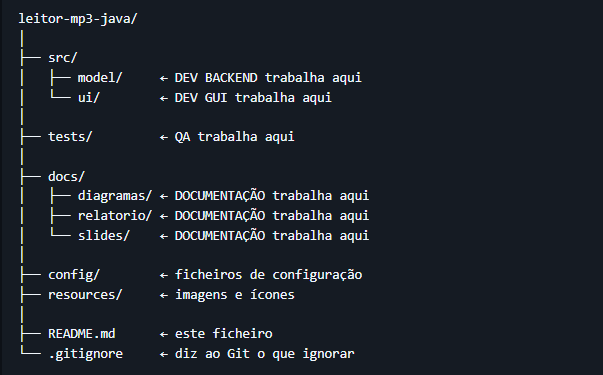 leitor-mp3-java/
│
├── src/
│   ├── model/     ← DEV BACKEND trabalha aqui
│   └── ui/        ← DEV GUI trabalha aqui
│
├── tests/         ← QA trabalha aqui
│
├── docs/
│   ├── diagramas/ ← DOCUMENTAÇÃO trabalha aqui
│   ├── relatorio/ ← DOCUMENTAÇÃO trabalha aqui
│   └── slides/    ← DOCUMENTAÇÃO trabalha aqui
│
├── config/        ← ficheiros de configuração
├── resources/     ← imagens e ícones
│
├── README.md      ← este ficheiro
└── .gitignore     ← diz ao Git o que ignorar